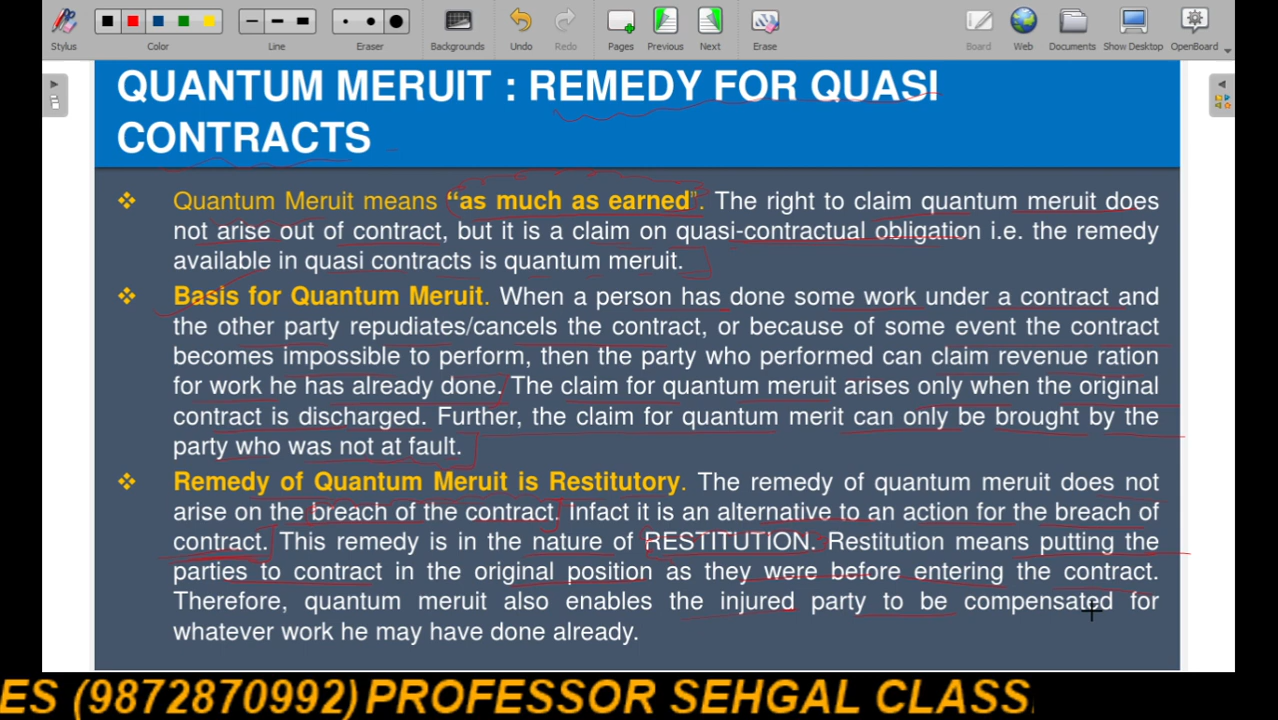 Stylus Color Line Eraser Backgrounds Undo Redo Pages Previous Next Erase Board Web Documents Show Desktop OpenBoard
QUANTUM MERUIT : REMEDY FOR QUASI
CONTRACTS
❖ Quantum Meruit means “as much as earned”. The right to claim quantum meruit does
not arise out of contract, but it is a claim on quasi-contractual obligation i.e. the remedy
available in quasi contracts is quantum meruit.
❖ Basis for Quantum Meruit. When a person has done some work under a contract and
the other party repudiates/cancels the contract, or because of some event the contract
becomes impossible to perform, then the party who performed can claim revenue ration
for work he has already done. The claim for quantum meruit arises only when the original
contract is discharged. Further, the claim for quantum merit can only be brought by the
party who was not at fault.
❖ Remedy of Quantum Meruit is Restitutory. The remedy of quantum meruit does not
arise on the breach of the contract. Infact it is an alternative to an action for the breach of
contract. This remedy is in the nature of RESTITUTION. Restitution means putting the
parties to contract in the original position as they were before entering the contract.
Therefore, quantum meruit also enables the injured party to be compensated for
whatever work he may have done already.
ES (9872870992) PROFESSOR SEHGAL CLASS